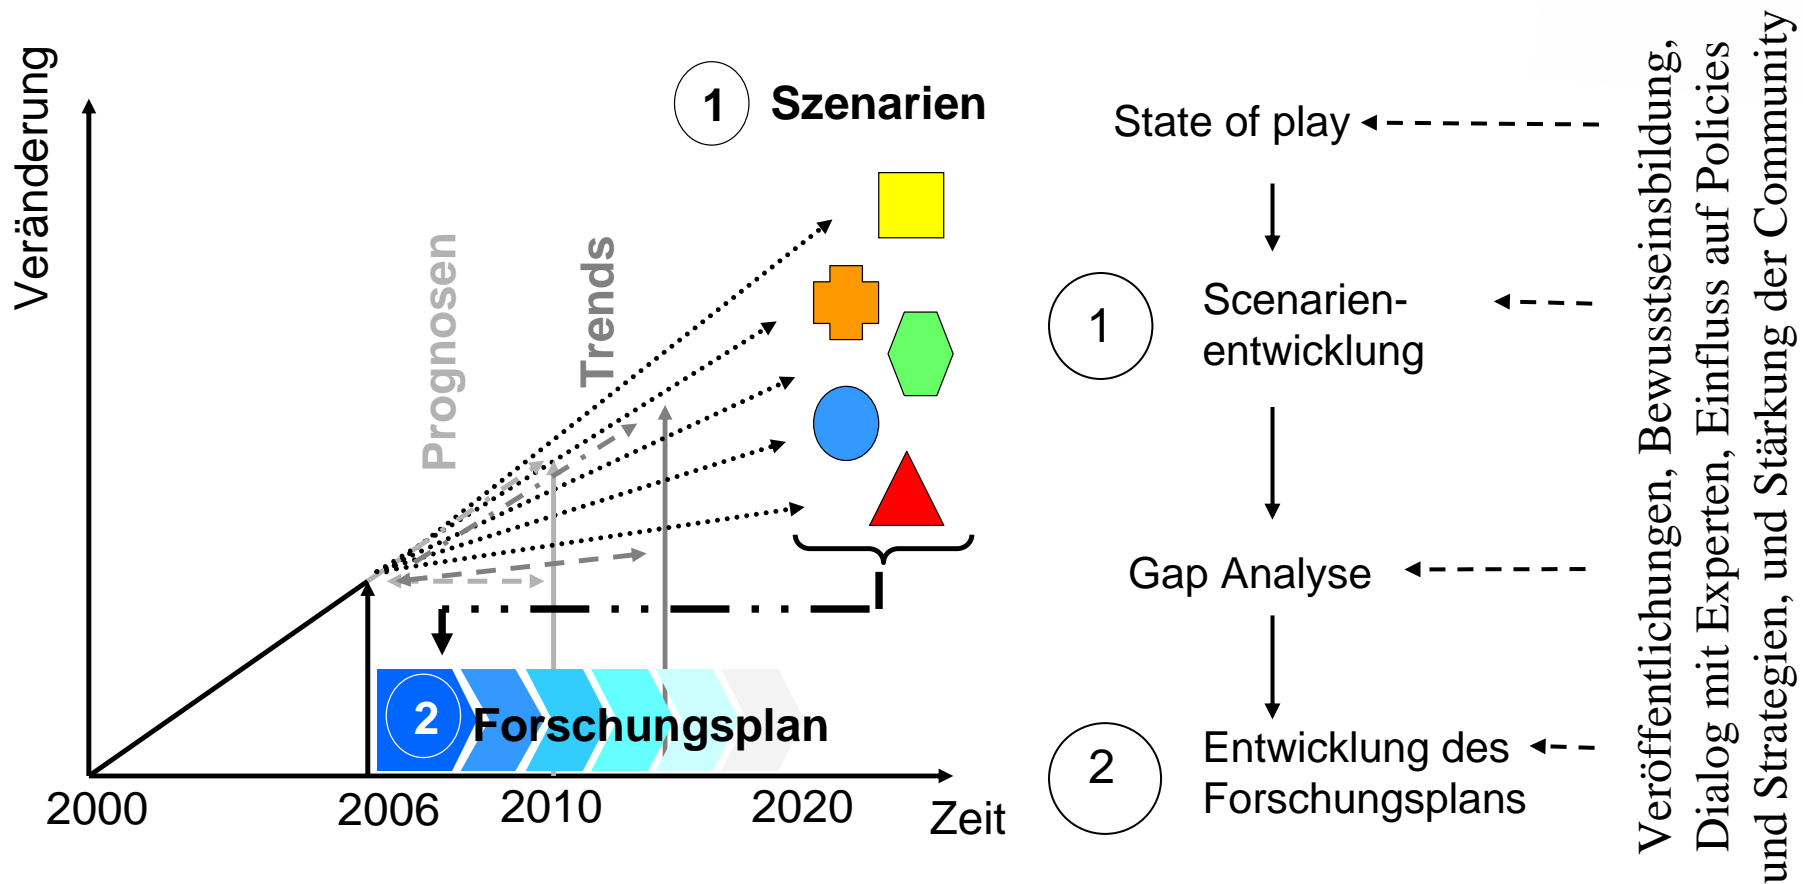 Veränderung
1 Szenarien
Prognosen
Trends
2 Forschungsplan
2000 2006 2010 2020 Zeit
State of play
1
Scenarien-
entwicklung
Gap Analyse
2
Entwicklung des
Forschungsplans
Veröffentlichungen, Bewusstseinsbildung,
Dialog mit Experten, Einfluss auf Policies
und Strategien, und Stärkung der Community